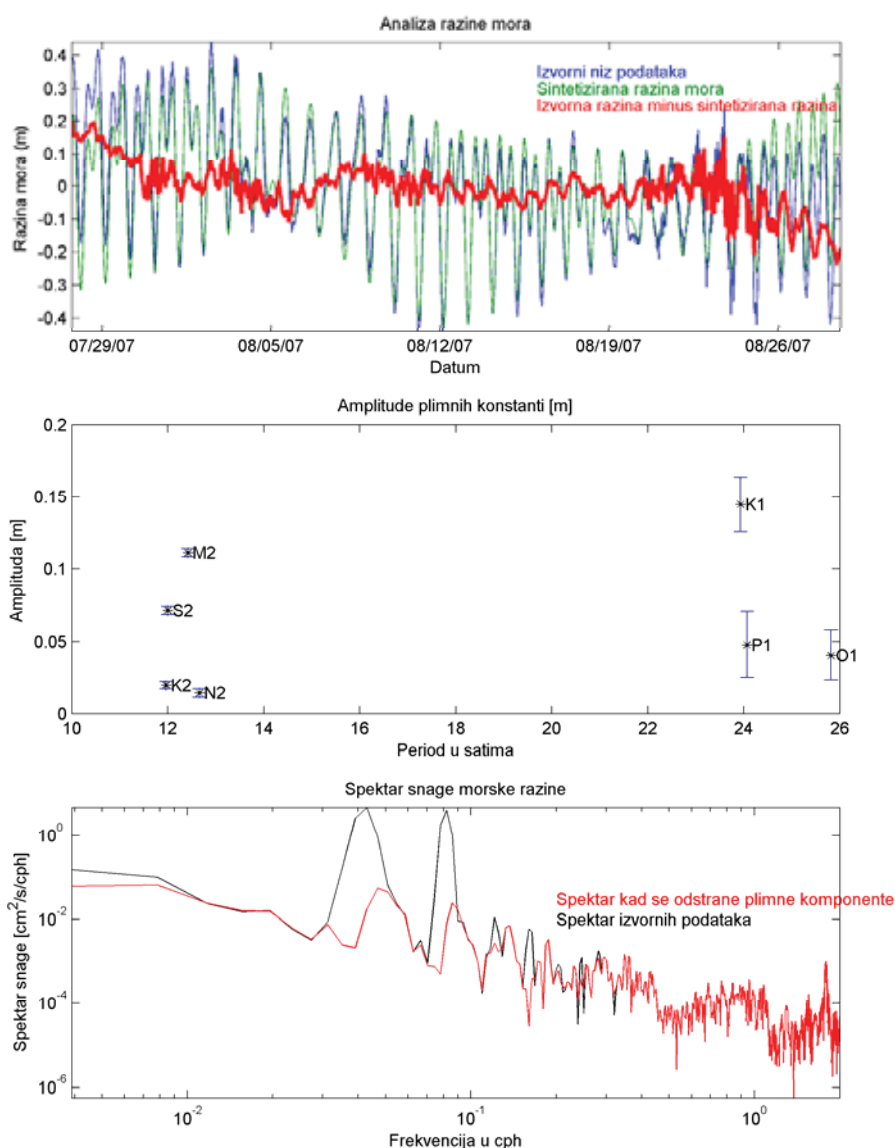 Analiza razine mora
0.4
0.3
0.2
0.1
0
-0.1
-0.2
-0.3
-0.4
Razina mora (m)
Izvorni niz podataka
Sintetizirana razina mora
Izvorna razina minus sintetizirana razina
07/29/07 08/05/07 08/12/07 08/19/07 08/26/07
Datum
Amplitude plimnih konstanti [m]
0.2
0.15
0.1
0.05
0
Amplituda [m]
K1
M2
S2
P1
O1
K2
N2
10 12 14 16 18 20 22 24 26
Period u satima
Spektar snage morske razine
10^0
10^-2
10^-4
10^-6
Spektar snage [cm^2/s/cph]
Spektar kad se odstrane plimne komponente
Spektar izvornih podataka
10^-2 10^-1 10^0
Frekvencija u cph